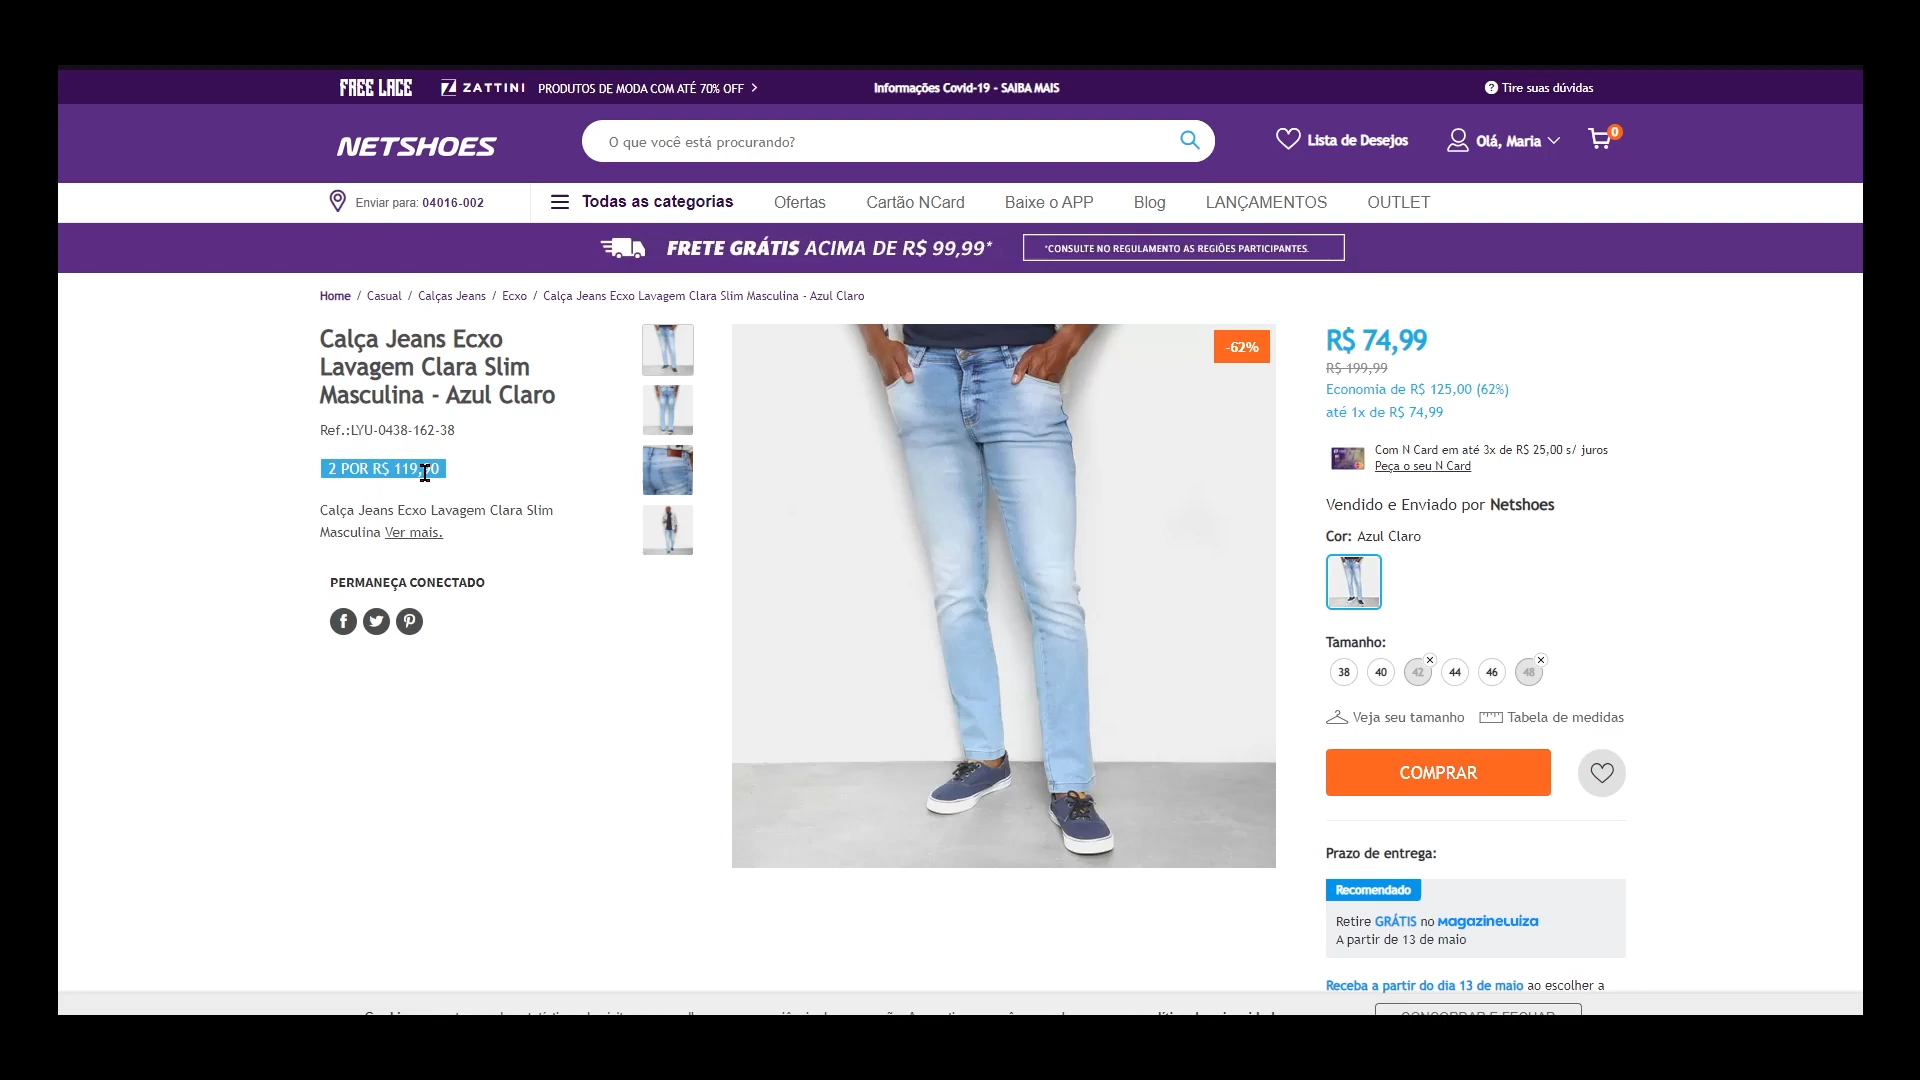 FREE LACE
ZATTINI
PRODUTOS DE MODA COM ATÉ 70% OFF
Informações Covid-19 - SAIBA MAIS
Tire suas dúvidas
NETSHOES
O que você está procurando?
Lista de Desejos
Olá, Maria
0
Enviar para: 04016-002
Todas as categorias
Ofertas
Cartão NCard
Baixe o APP
Blog
LANÇAMENTOS
OUTLET
FRETE GRÁTIS ACIMA DE R$ 99,99*
*CONSULTE NO REGULAMENTO AS REGIÕES PARTICIPANTES.
Home / Casual / Calças Jeans / Ecxo / Calça Jeans Ecxo Lavagem Clara Slim Masculina - Azul Claro
Calça Jeans Ecxo
Lavagem Clara Slim
Masculina - Azul Claro
Ref.:LYU-0438-162-38
2 POR R$
Calça Jeans Ecxo Lavagem Clara Slim
Masculina Ver mais.
PERMANEÇA CONECTADO
-62%
R$ 74,99
R$ 199,99
Economia de R$ 125,00 (62%)
até 1x de R$ 74,99
Com N Card em até 3x de R$ 25,00 s/ juros
Peça o seu N Card
Vendido e Enviado por Netshoes
Cor: Azul Claro
Tamanho:
38 40 42 44 46 48
Veja seu tamanho
Tabela de medidas
COMPRAR
Prazo de entrega:
Recomendado
Retire GRÁTIS no magazineluiza
A partir de 13 de maio
Receba a partir do dia 13 de maio ao escolher a
CONCORDAR E FECHAR